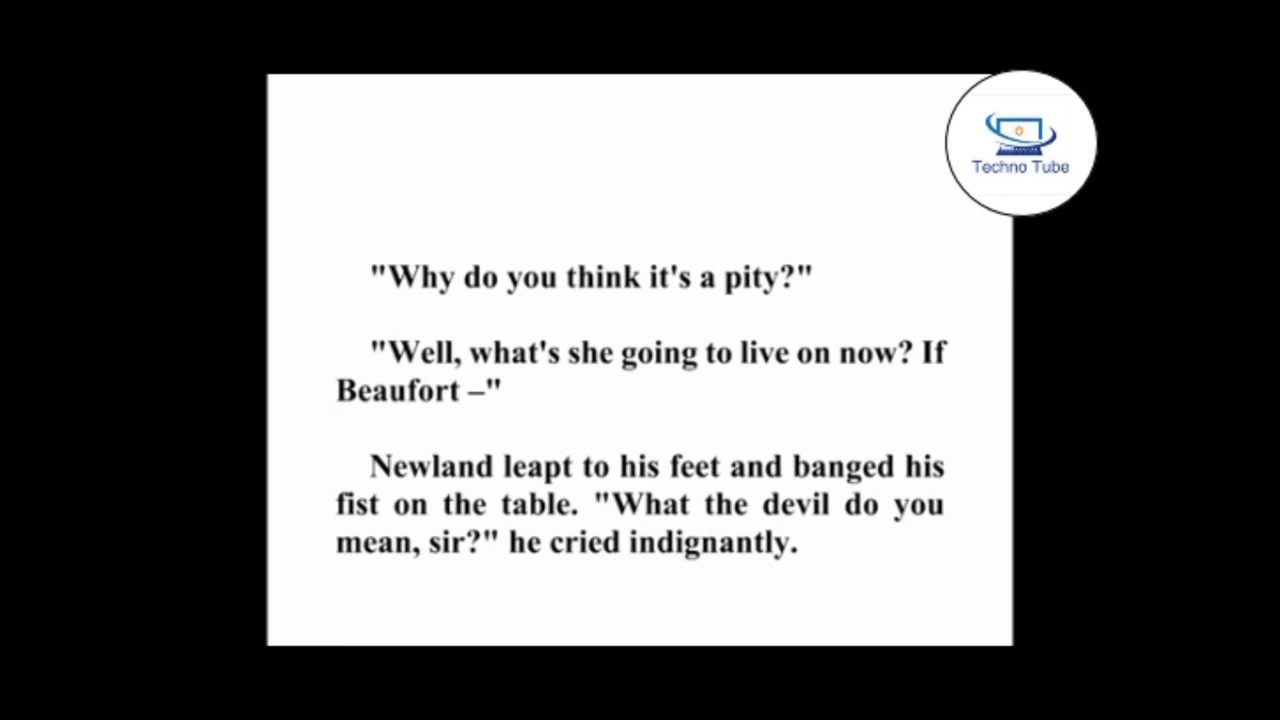 Techno Tube
"Why do you think it's a pity?"
"Well, what's she going to live on now? If
Beaufort –"
Newland leapt to his feet and banged his
fist on the table. "What the devil do you
mean, sir?" he cried indignantly.